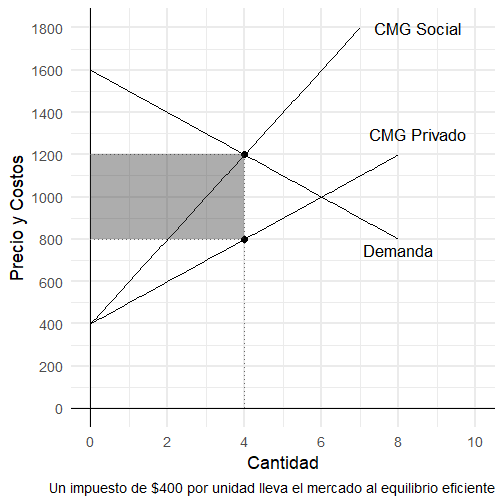 1800
1600
1400
1200
1000
800
600
400
200
0
CMG Social
CMG Privado
Demanda
Precio y Costos
0 2 4 6 8 10
Cantidad
Un impuesto de $400 por unidad lleva el mercado al equilibrio eficiente